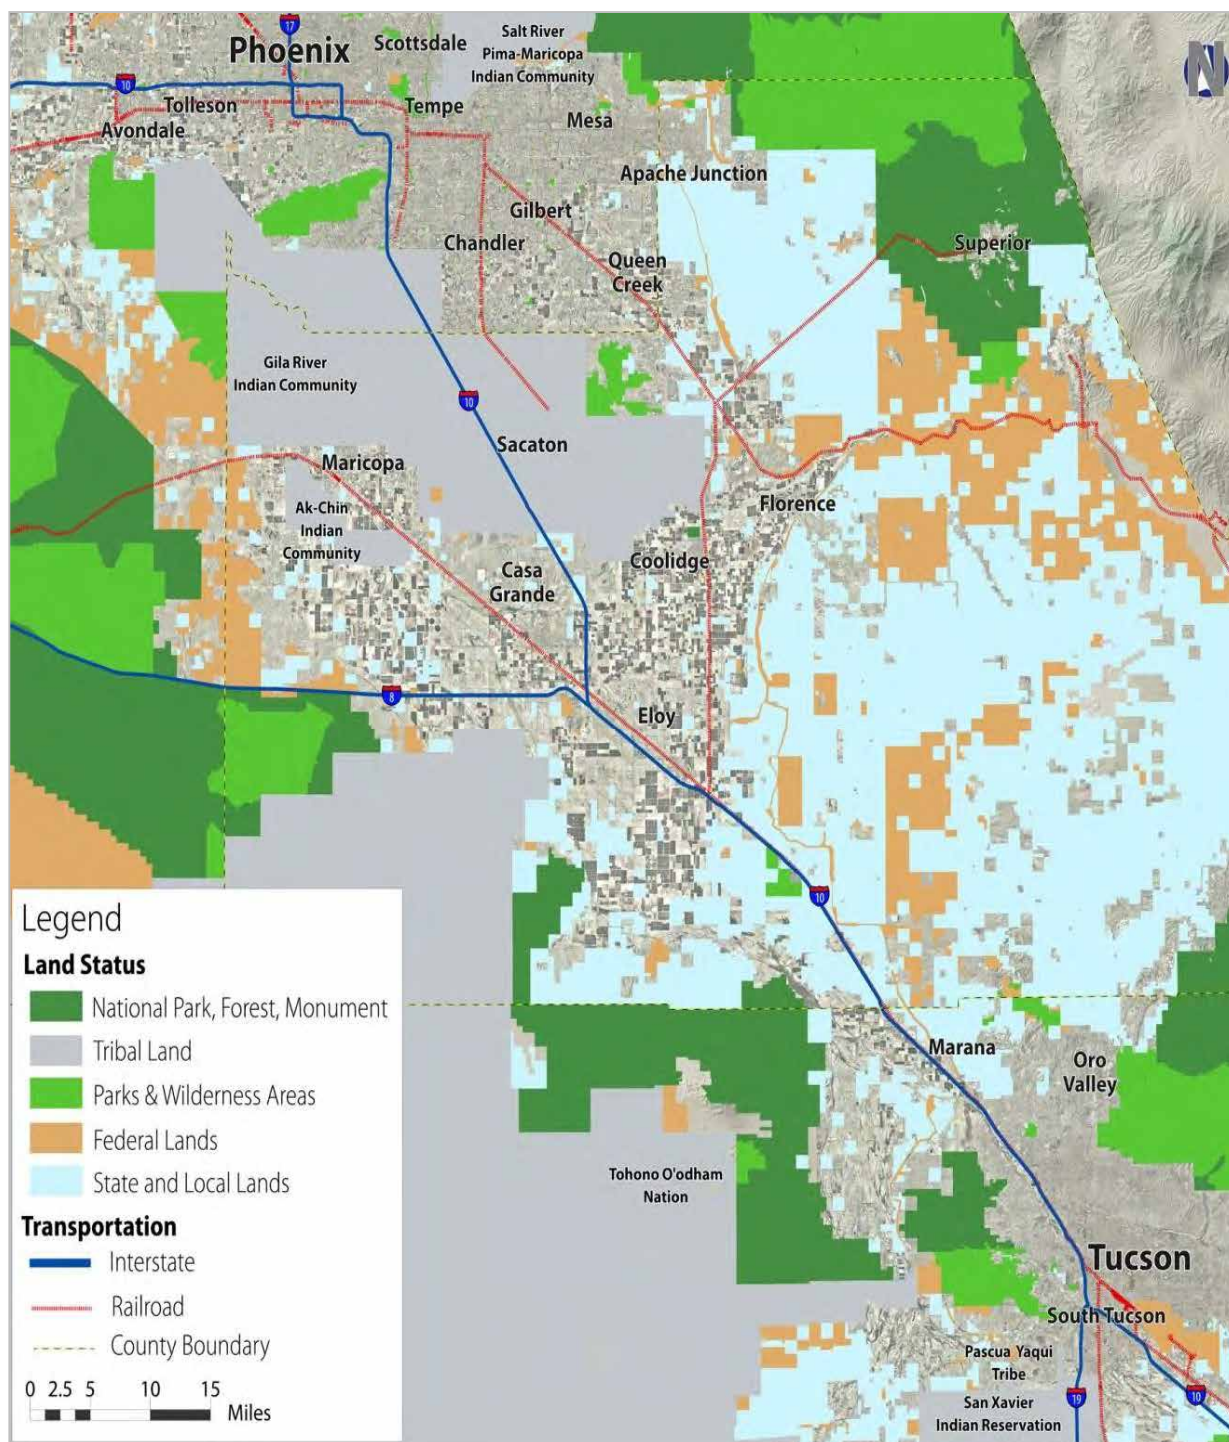 17
Phoenix
Scottsdale
Salt River
Pima-Maricopa
Indian Community
N
10
Tolleson
Tempe
Avondale
Mesa
Apache Junction
Gilbert
Chandler
Superior
Queen
Creek
Gila River
Indian Community
10
Sacaton
Maricopa
Ak-Chin
Indian
Community
Florence
Casa
Grande
Coolidge
8
Eloy
10
Marana
Oro
Valley
Tohono O'odham
Nation
Tucson
South Tucson
Pascua Yaqui
Tribe
San Xavier
Indian Reservation
19
10
Legend
Land Status
National Park, Forest, Monument
Tribal Land
Parks & Wilderness Areas
Federal Lands
State and Local Lands
Transportation
Interstate
Railroad
County Boundary
0 2.5 5 10 15
Miles